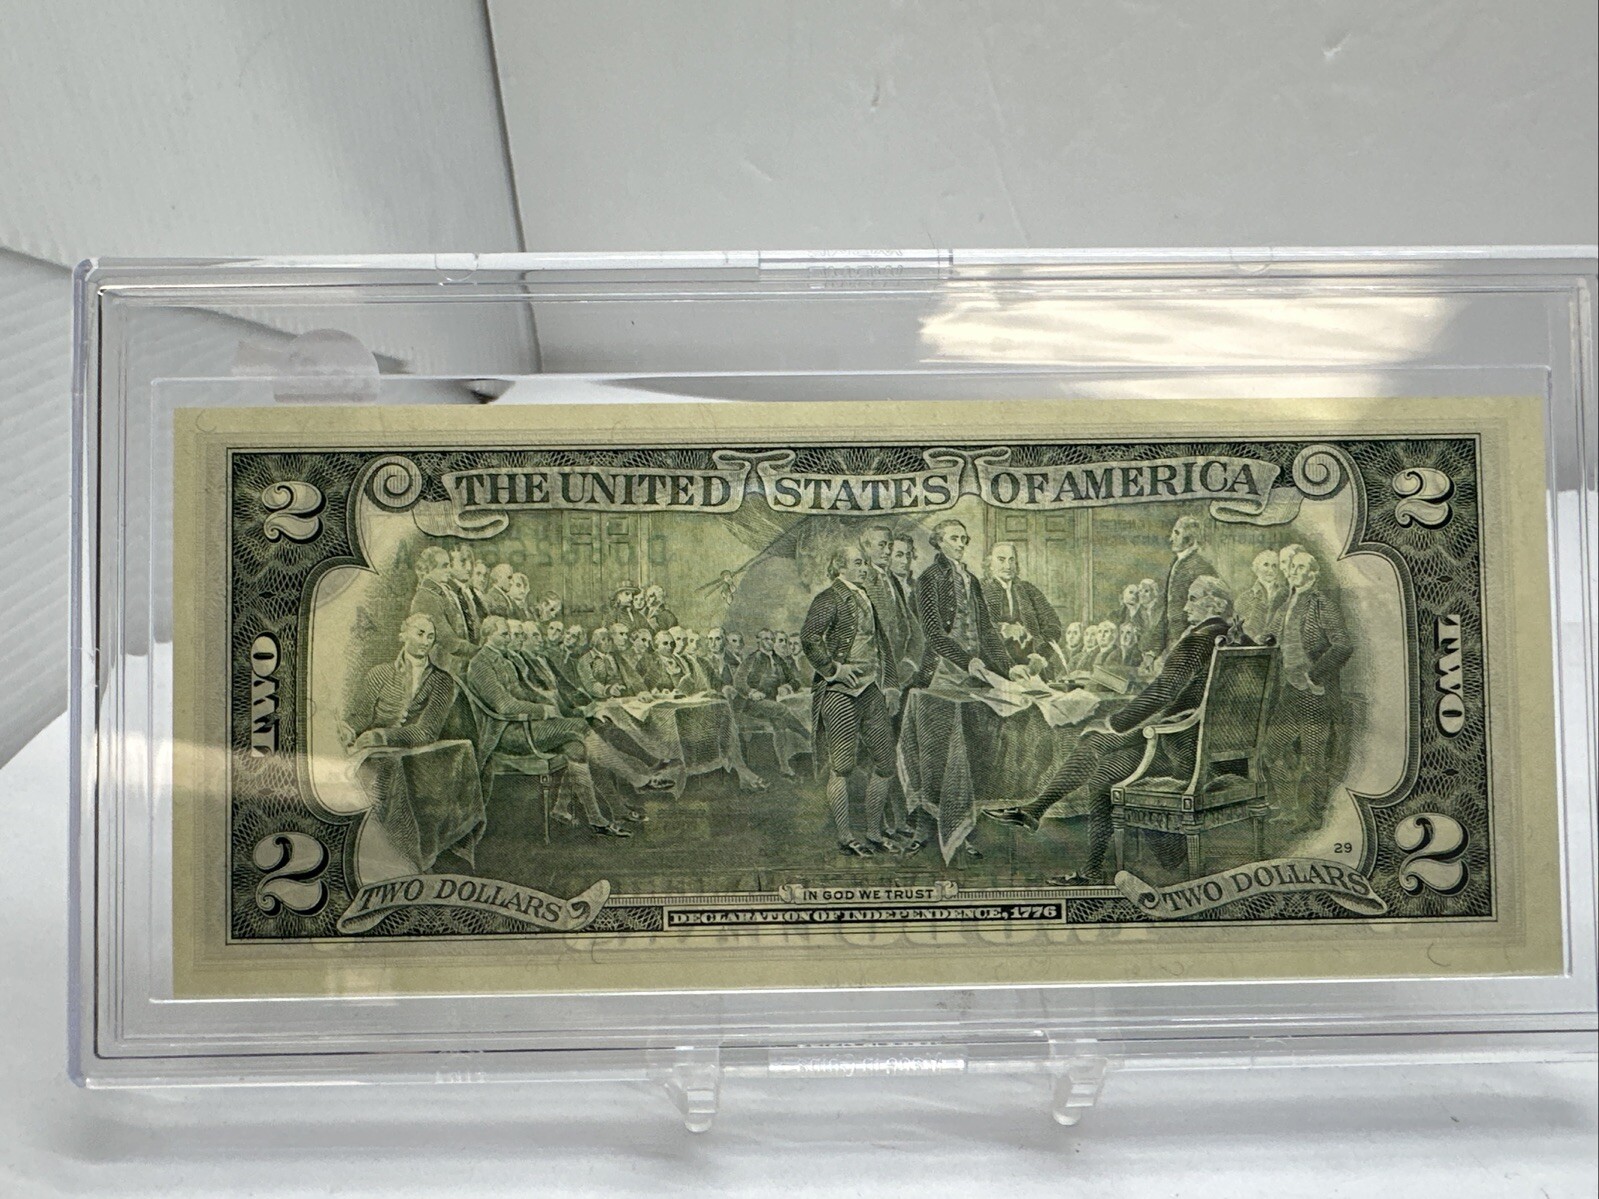 THE UNITED STATES OF AMERICA
2
2
TWO
TWO
29
2
2
TWO DOLLARS
IN GOD WE TRUST
TWO DOLLARS
DECLARATION OF INDEPENDENCE, 1776